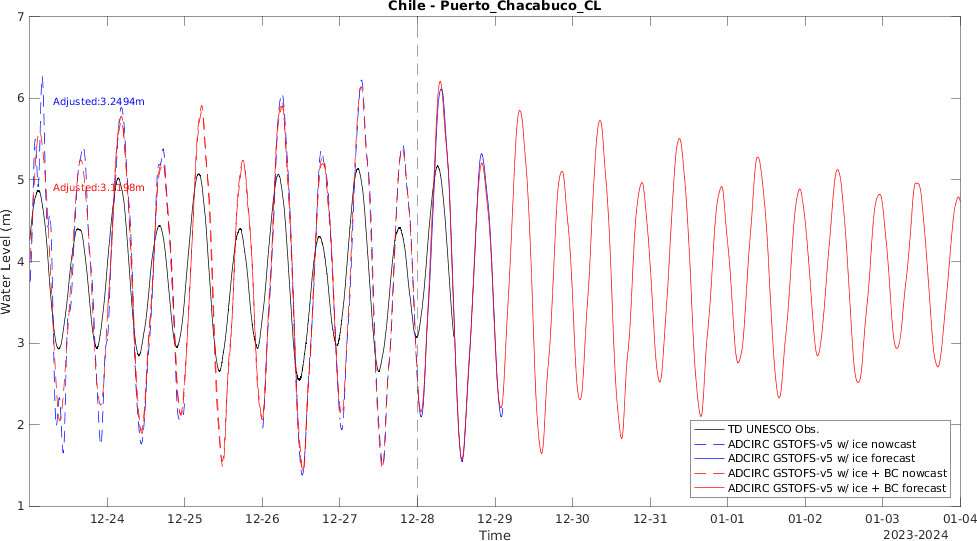 Chile - Puerto_Chacabuco_CL
7
6
5
4
3
2
1
Water Level (m)
Adjusted:3.2494m
TD UNESCO Obs.
ADCIRC GSTOFS-v5 w/ ice nowcast
ADCIRC GSTOFS-v5 w/ ice forecast
ADCIRC GSTOFS-v5 w/ ice + BC nowcast
ADCIRC GSTOFS-v5 w/ ice + BC forecast
12-24 12-25 12-26 12-27 12-28 12-29 12-30 12-31 01-01 01-02 01-03 01-04
Time
2023-2024